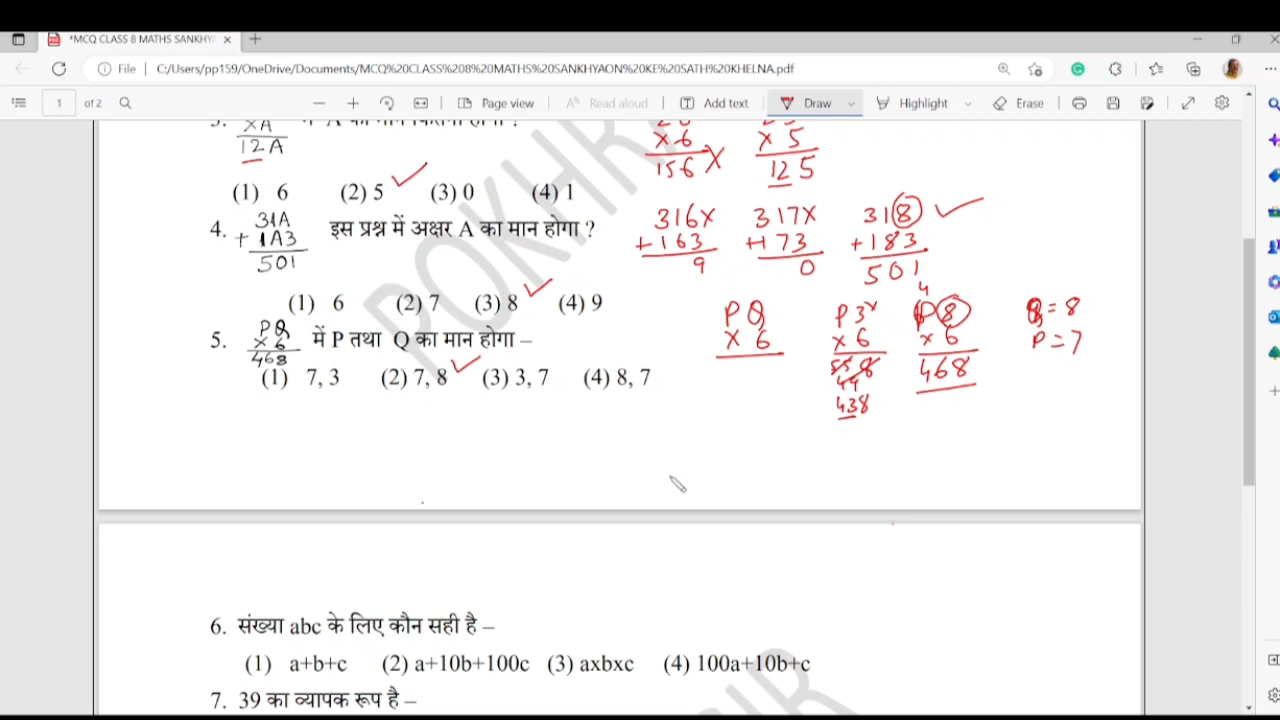 *MCQ CLASS 8 MATHS SANKHYA
File | C:/Users/pp159/OneDrive/Documents/MCQ%20CLASS%208%20MATHS%20SANKHYAON%20KE%20SATH%20KHELNA.pdf
1 of 2 Page view Read aloud Add text Draw Highlight Erase
XA
12A
x 6 x 5
156 X 125
(1) 6 (2) 5 (3) 0 (4) 1
4. 31A + 1A3 501 इस प्रश्न में अक्षर A का मान होगा ?
316 x 317 x 318
+163 +173 +183
9 0 501
(1) 6 (2) 7 (3) 8 (4) 9
5. PQ x 6 468 में P तथा Q का मान होगा –
PQ P3 x P8 = 8
x 6 x 6 x 6 P = 7
468
438
(1) 7, 3 (2) 7, 8 (3) 3, 7 (4) 8, 7
6. संख्या abc के लिए कौन सही है –
(1) a+b+c (2) a+10b+100c (3) axbxc (4) 100a+10b+c
7. 39 का व्यापक रूप है –
POKHR